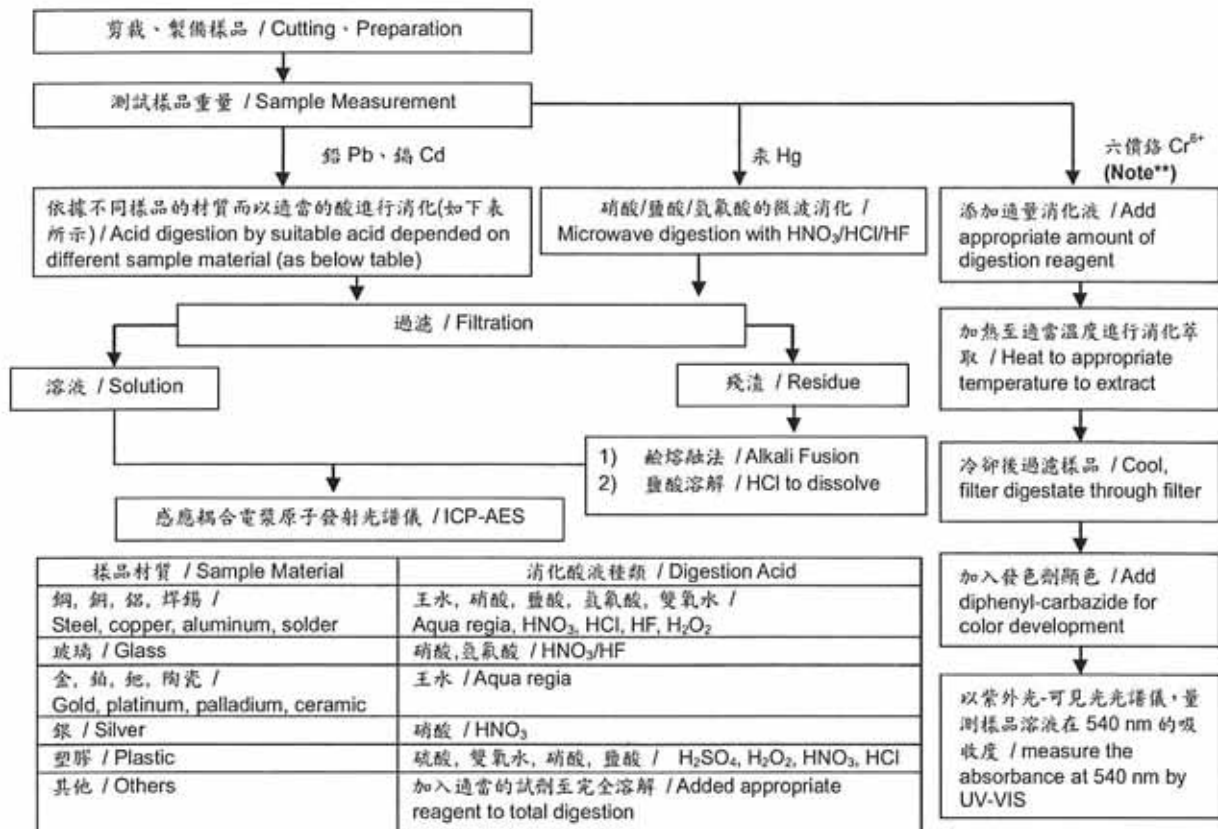 剪裁、製備樣品 / Cutting、Preparation
測試樣品重量 / Sample Measurement
鉛 Pb、鎘 Cd
汞 Hg
六價鉻 Cr⁶⁺
(Note**)
依據不同樣品的材質而以適當的酸進行消化(如下表
所示) / Acid digestion by suitable acid depended on
different sample material (as below table)
硝酸/鹽酸/氫氟酸的微波消化 /
Microwave digestion with HNO₃/HCl/HF
添加適量消化液 / Add
appropriate amount of
digestion reagent
過濾 / Filtration
加熱至適當溫度進行消化萃
取 / Heat to appropriate
temperature to extract
溶液 / Solution
殘渣 / Residue
1) 鹼熔融法 / Alkali Fusion
2) 鹽酸溶解 / HCl to dissolve
冷卻後過濾樣品 / Cool,
filter digestate through filter
感應耦合電漿原子發射光譜儀 / ICP-AES
加入發色劑顯色 / Add
diphenyl-carbazide for
color development
以紫外光-可見光光譜儀,量
測樣品溶液在 540 nm 的吸
收度 / measure the
absorbance at 540 nm by
UV-VIS
樣品材質 / Sample Material 消化酸液種類 / Digestion Acid
鋼, 銅, 鋁, 焊錫 / 王水, 硝酸, 鹽酸, 氫氟酸, 雙氧水 /
Steel, copper, aluminum, solder Aqua regia, HNO₃, HCl, HF, H₂O₂
玻璃 / Glass 硝酸,氫氟酸 / HNO₃/HF
金, 鉑, 鈀, 陶瓷 / 王水 / Aqua regia
Gold, platinum, palladium, ceramic
銀 / Silver 硝酸 / HNO₃
塑膠 / Plastic 硫酸, 雙氧水, 硝酸, 鹽酸 / H₂SO₄, H₂O₂, HNO₃, HCl
其他 / Others 加入適當的試劑至完全溶解 / Added appropriate
reagent to total digestion